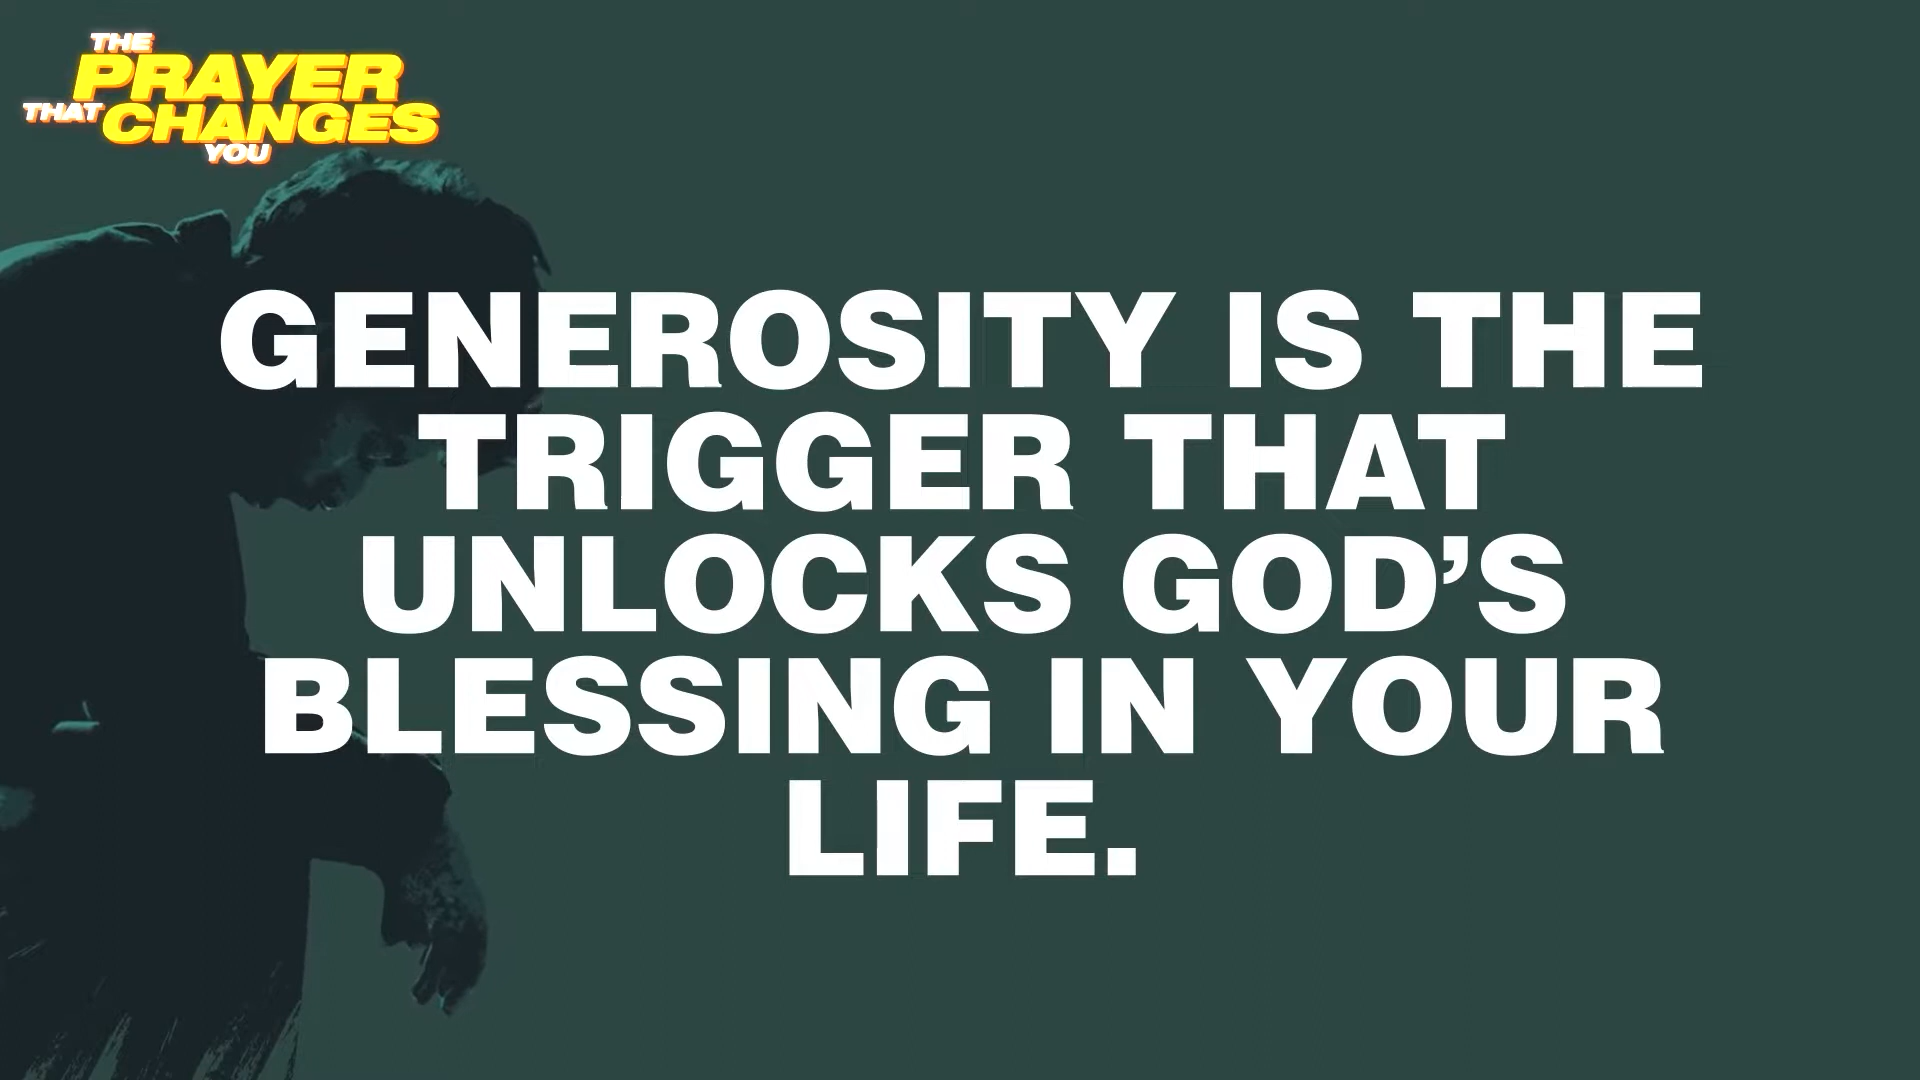 THE
PRAYER
THAT CHANGES
YOU
GENEROSITY IS THE
TRIGGER THAT
UNLOCKS GOD’S
BLESSING IN YOUR
LIFE.